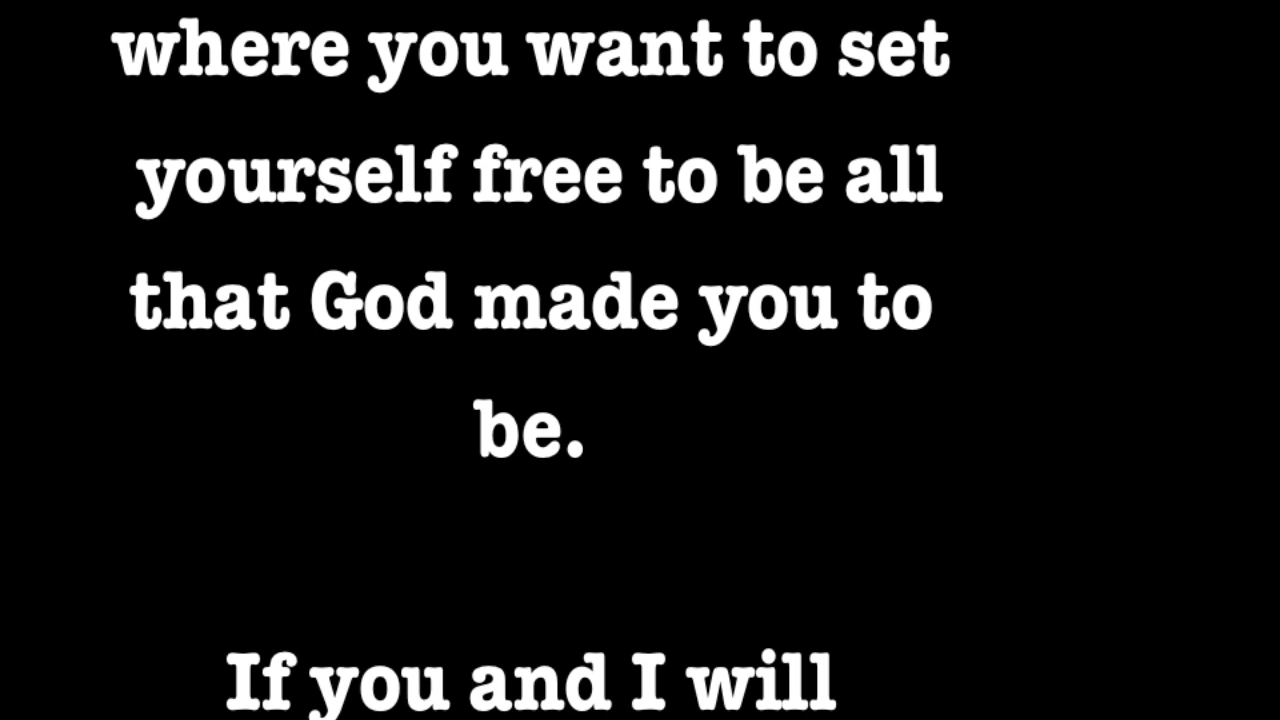 where you want to set
yourself free to be all
that God made you to
be.
If you and I will